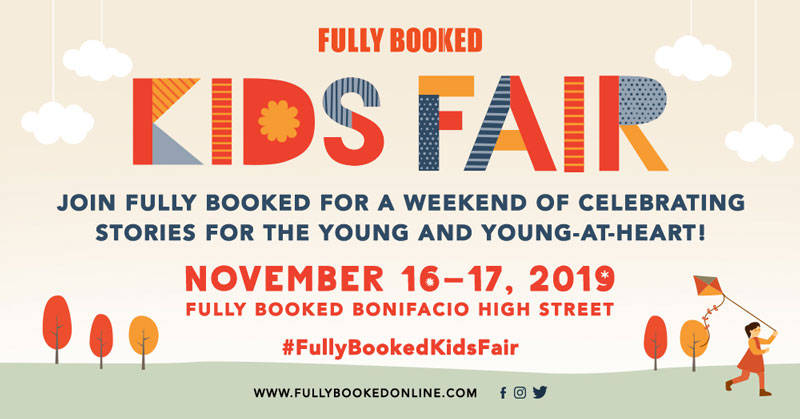 FULLY BOOKED
KIDS FAIR
JOIN FULLY BOOKED FOR A WEEKEND OF CELEBRATING
STORIES FOR THE YOUNG AND YOUNG-AT-HEART!
NOVEMBER 16–17, 2019
FULLY BOOKED BONIFACIO HIGH STREET
#FullyBookedKidsFair
WWW.FULLYBOOKEDONLINE.COM